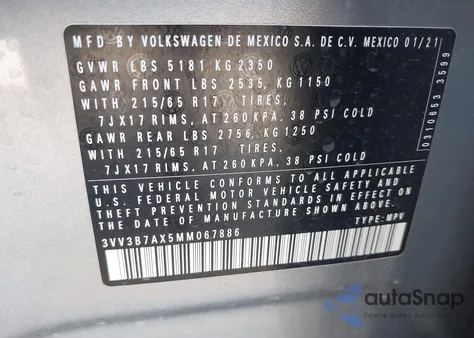 MFD BY VOLKSWAGEN DE MEXICO S.A. DE C.V. MEXICO 01/21
GVWR LBS 5181 KG 2350
GAWR FRONT LBS 2535, KG 1150
WITH 215/65 R17 TIRES,
7JX17 RIMS, AT 260 KPA, 38 PSI COLD
GAWR REAR LBS 2756, KG 1250
WITH 215/65 R17 TIRES,
7JX17 RIMS, AT 260 KPA, 38 PSI COLD
THIS VEHICLE CONFORMS TO ALL APPLICABLE
U.S. FEDERAL MOTOR VEHICLE SAFETY AND
THEFT PREVENTION STANDARDS IN EFFECT ON THE
DATE OF MANUFACTURE SHOWN ABOVE
3VV3B7AX5MM067886 TYPE: MPV
0310653 3599
autoSnap